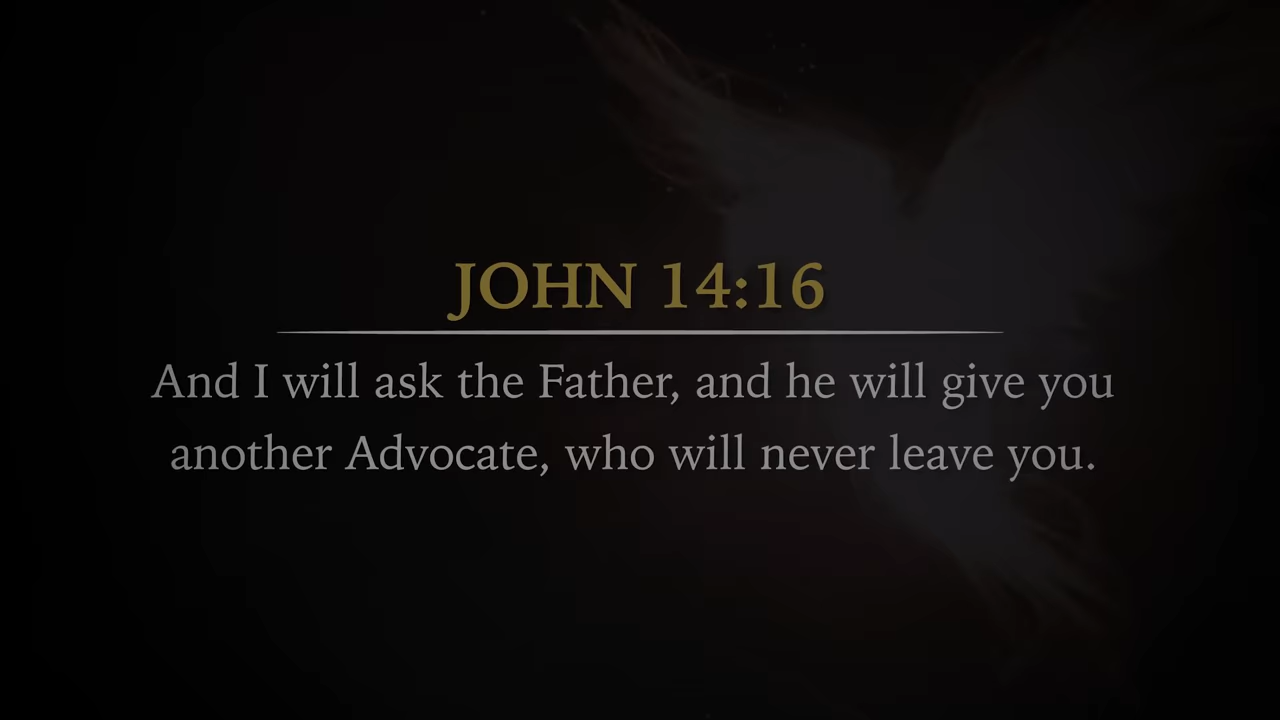 JOHN 14:16
And I will ask the Father, and he will give you
another Advocate, who will never leave you.